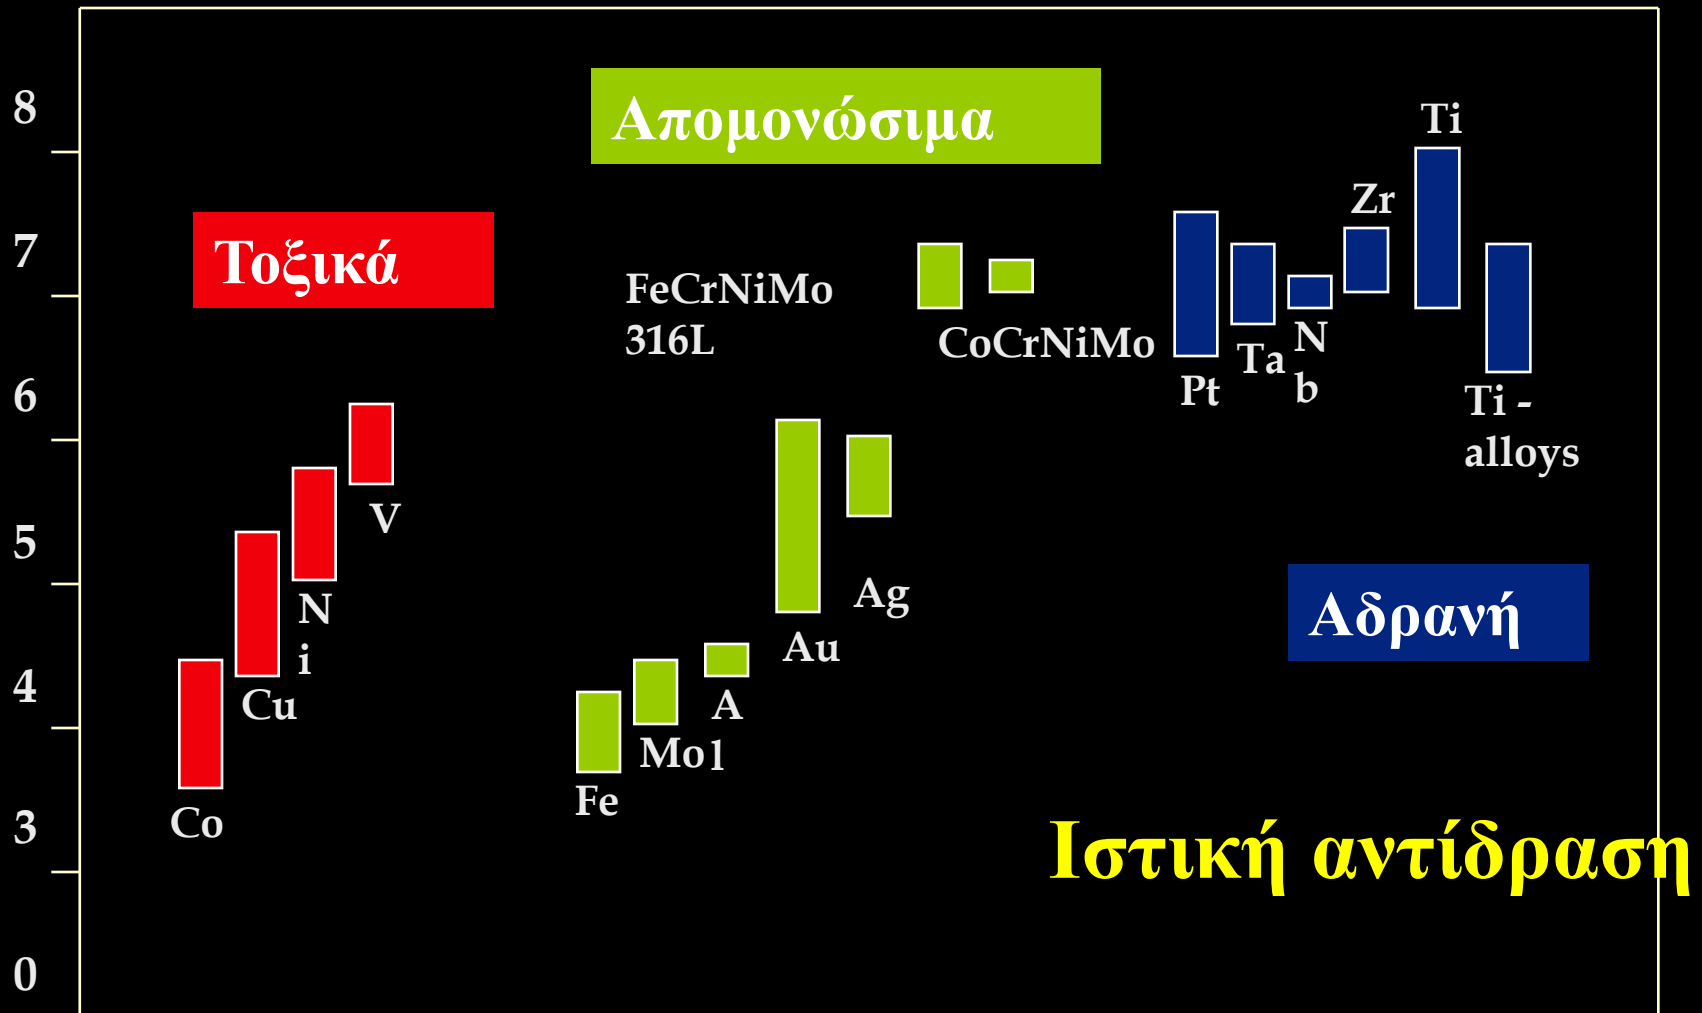 8
7
6
5
4
3
0
Τοξικά
Απομονώσιμα
Αδρανή
Ιστική αντίδραση
Co
Cu
N
i
V
Fe
Mo
A
l
Au
Ag
FeCrNiMo
316L
CoCrNiMo
Pt
Ta
N
b
Zr
Ti
Ti -
alloys